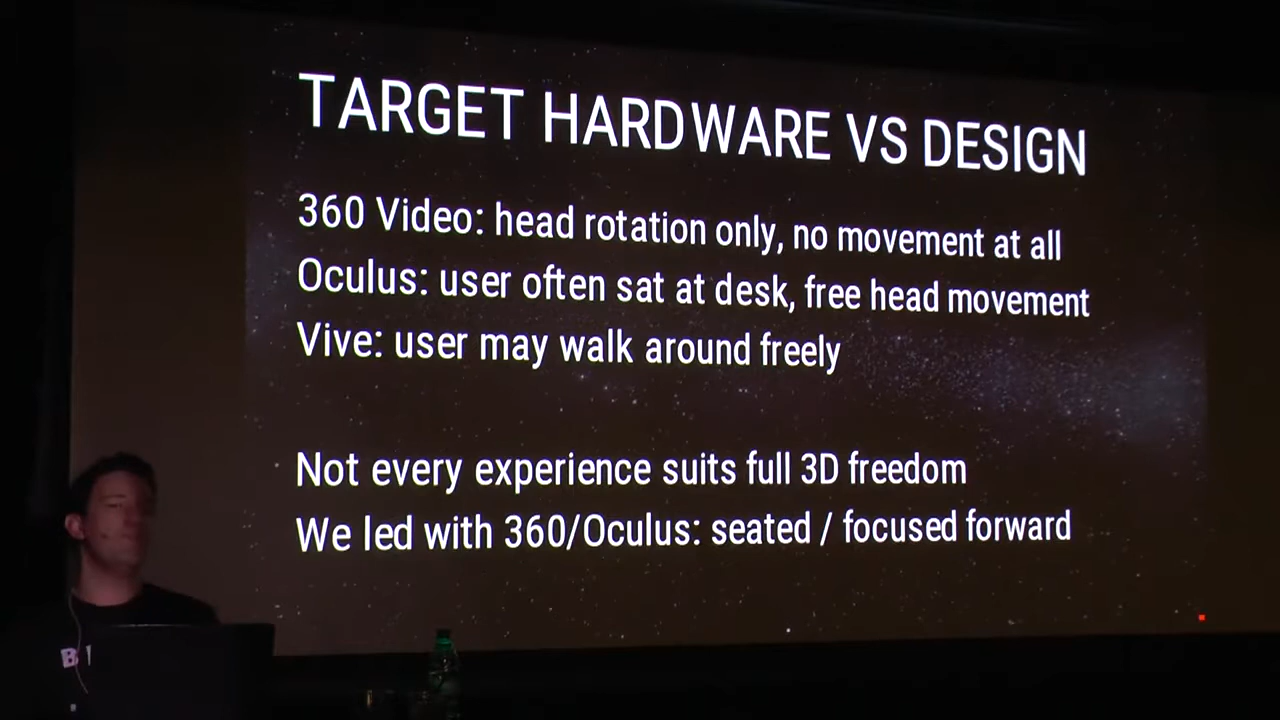 TARGET HARDWARE VS DESIGN
360 Video: head rotation only, no movement at all
Oculus: user often sat at desk, free head movement
Vive: user may walk around freely
Not every experience suits full 3D freedom
We led with 360/Oculus: seated / focused forward